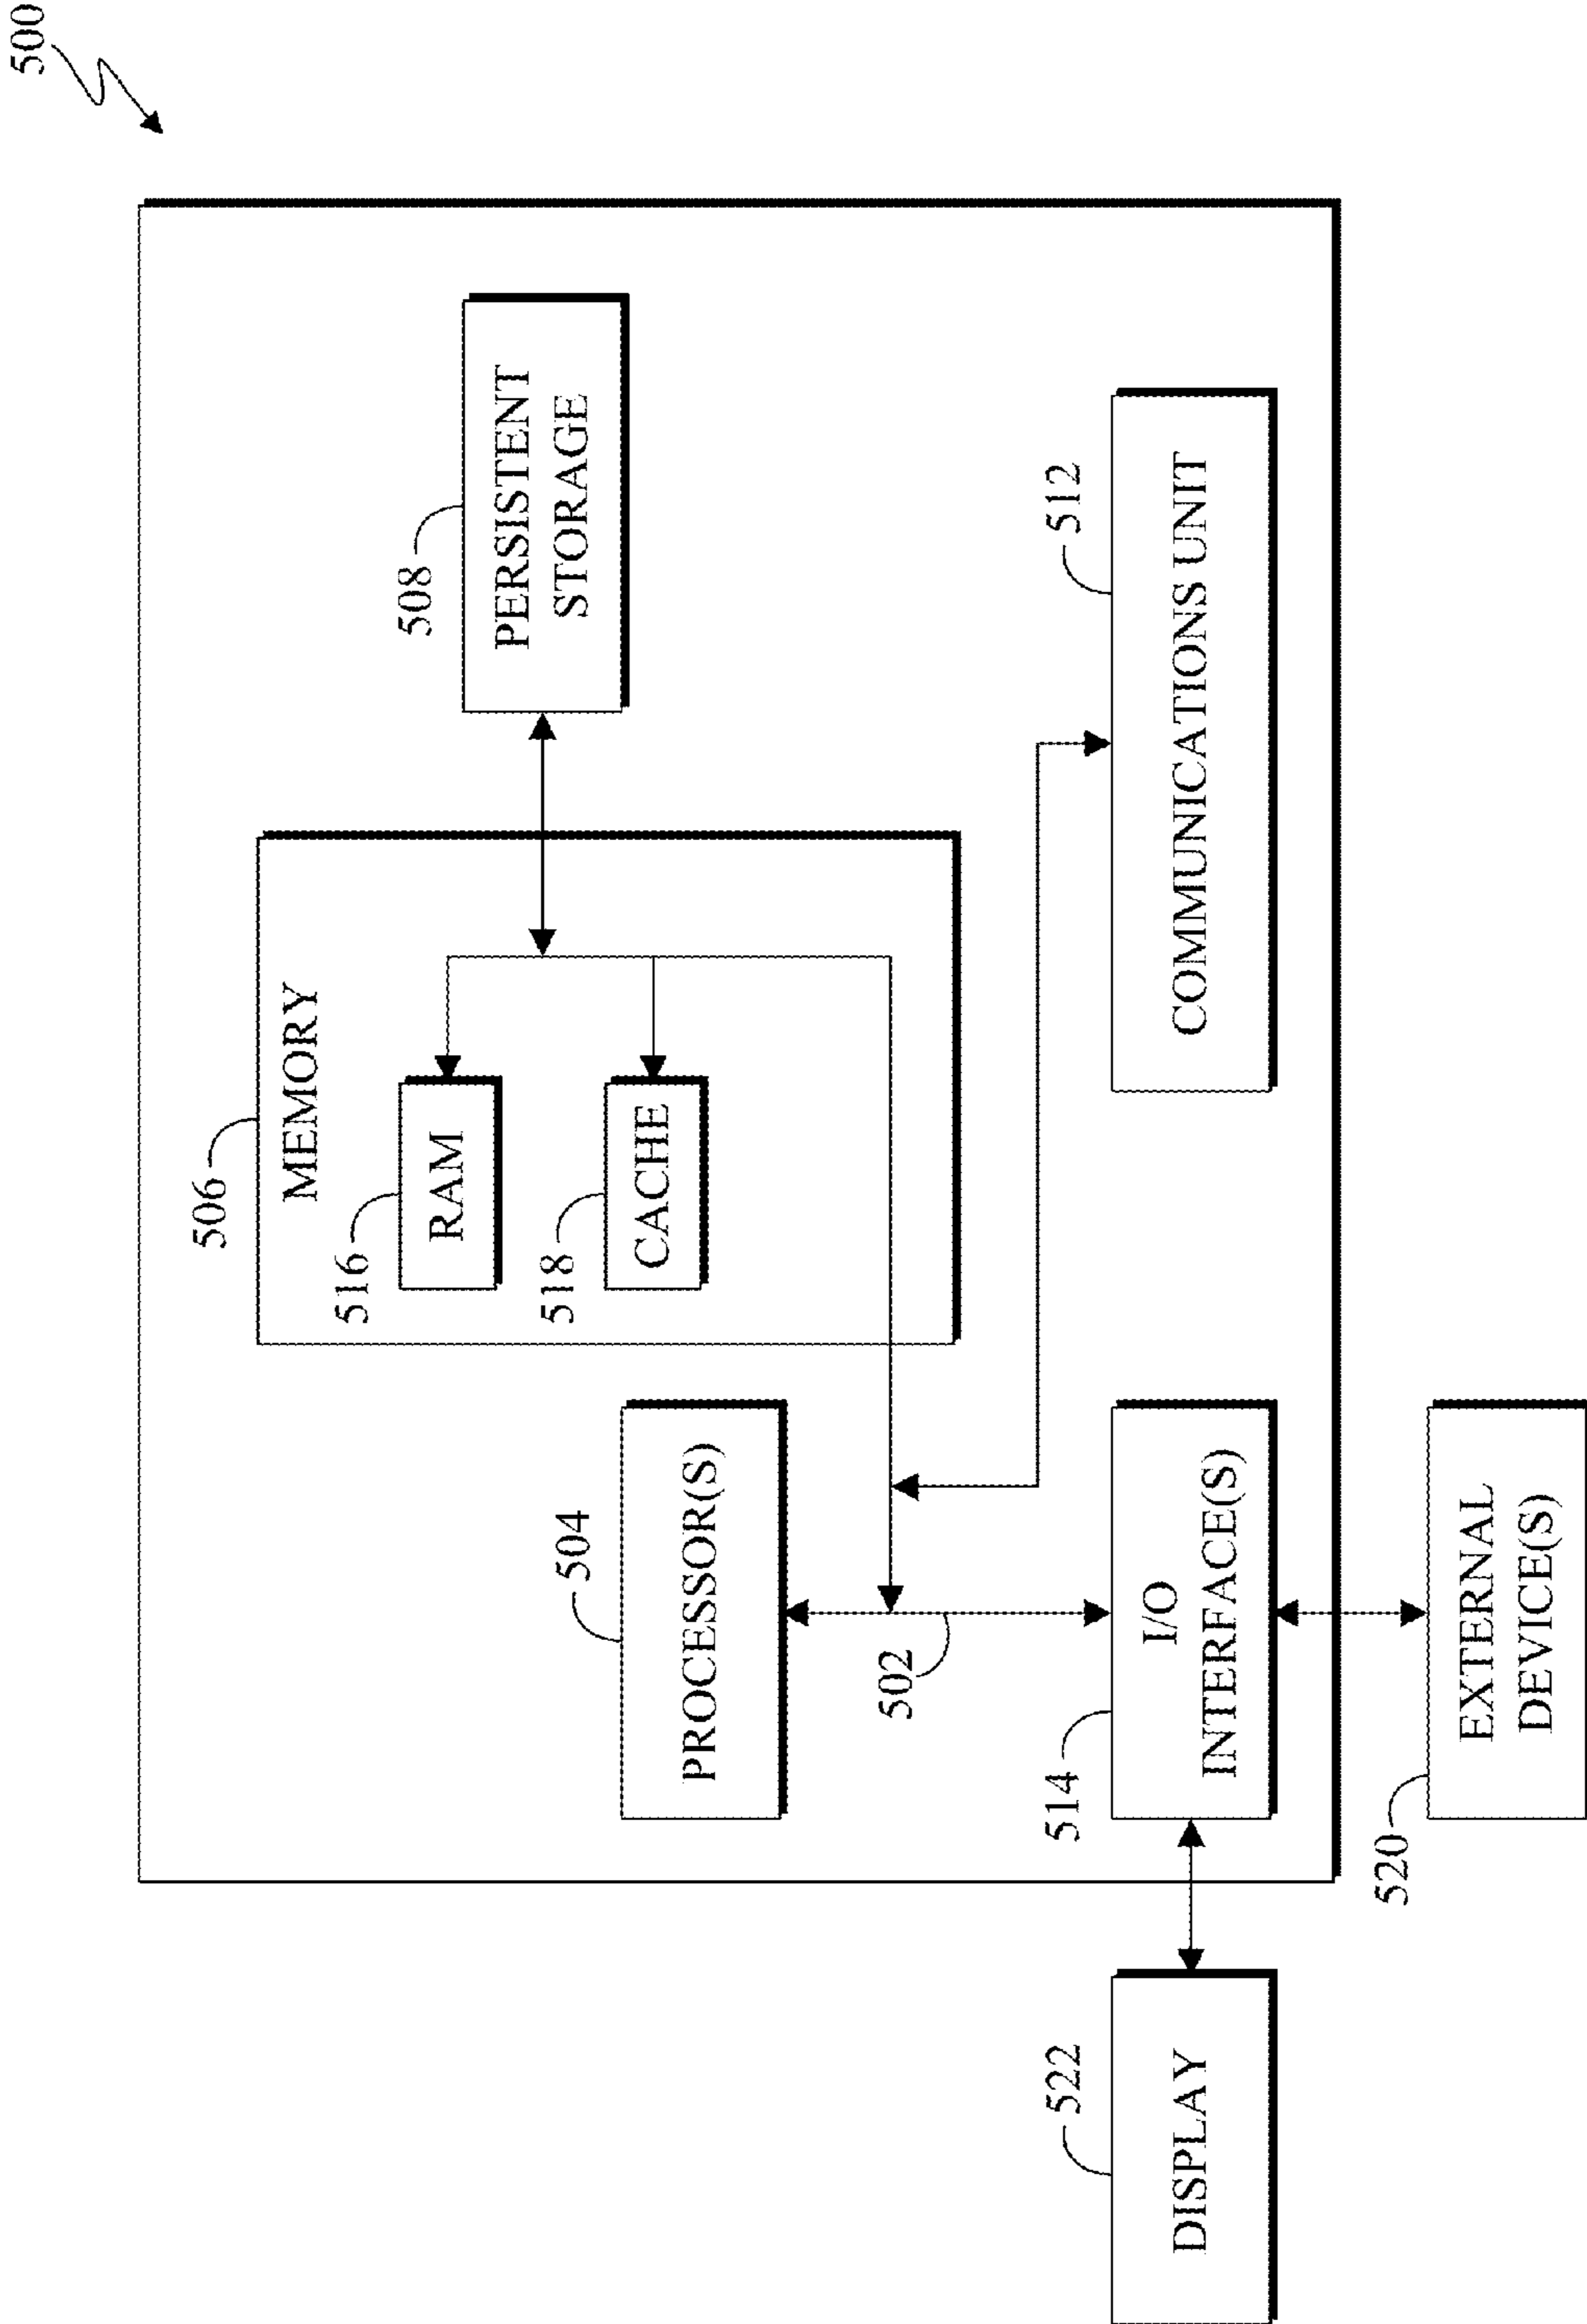 500
506
MEMORY
516
RAM
518
CACHE
508
PERSISTENT
STORAGE
504
PROCESSOR(S)
502
522
DISPLAY
514
I/O
INTERFACE(S)
512
COMMUNICATIONS UNIT
520
EXTERNAL
DEVICE(S)